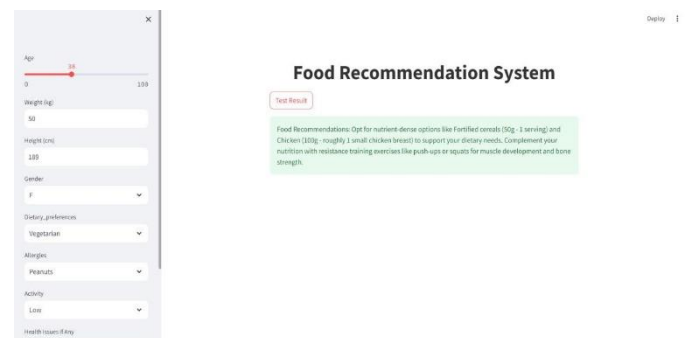 ×
Deploy
Age
0
100
Weight (kg)
50
Height (cm)
Gender
F
Dietary_preferences
Vegetarian
Allergies
Peanuts
Activity
Low
Health Issues If Any
Food Recommendation System
Test Result
Food Recommendations: Opt for nutrient-dense options like Fortified cereals (50g - 1 serving) and
Chicken (100g - roughly 1 small chicken breast) to support your dietary needs. Complement your
nutrition with resistance training exercises like push-ups or squats for muscle development and bone
strength.